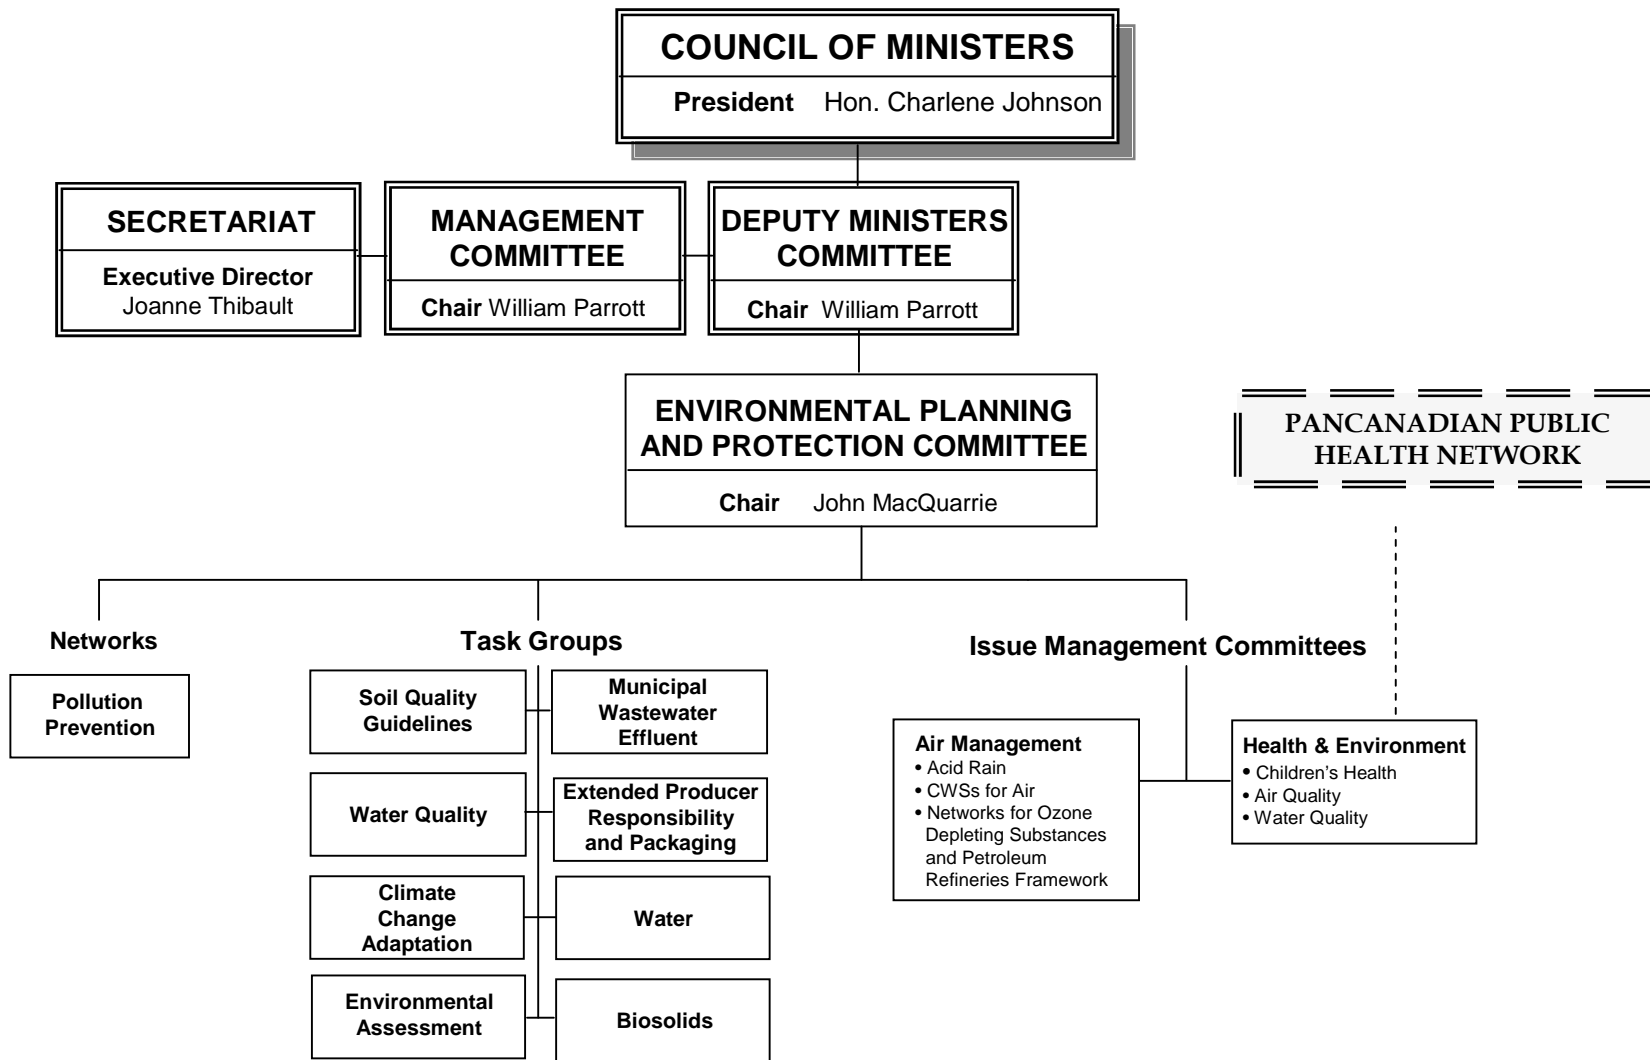 COUNCIL OF MINISTERS
President Hon. Charlene Johnson
SECRETARIAT
Executive Director
Joanne Thibault
MANAGEMENT
COMMITTEE
Chair William Parrott
DEPUTY MINISTERS
COMMITTEE
Chair William Parrott
ENVIRONMENTAL PLANNING
AND PROTECTION COMMITTEE
Chair John MacQuarrie
PANCANADIAN PUBLIC
HEALTH NETWORK
Networks
Pollution
Prevention
Task Groups
Soil Quality
Guidelines
Municipal
Wastewater
Effluent
Water Quality
Extended Producer
Responsibility
and Packaging
Climate
Change
Adaptation
Water
Environmental
Assessment
Biosolids
Issue Management Committees
Air Management
• Acid Rain
• CWSs for Air
• Networks for Ozone
Depleting Substances
and Petroleum
Refineries Framework
Health & Environment
• Children's Health
• Air Quality
• Water Quality